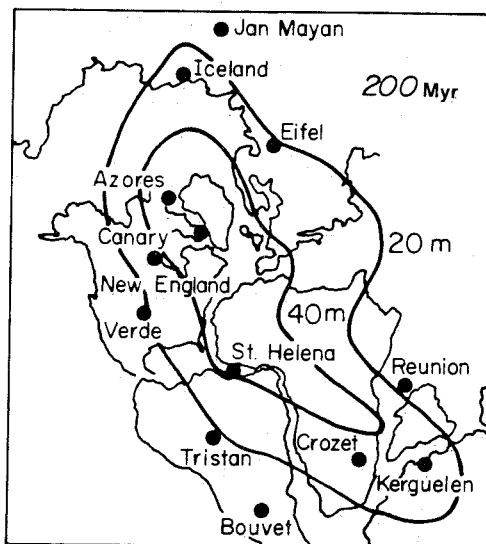 Jan Mayan
Iceland
200 Myr
Eifel
Azores
Canary
20 m
New England
40 m
Verde
St. Helena
Reunion
Crozet
Tristan
Kerguelen
Bouvet